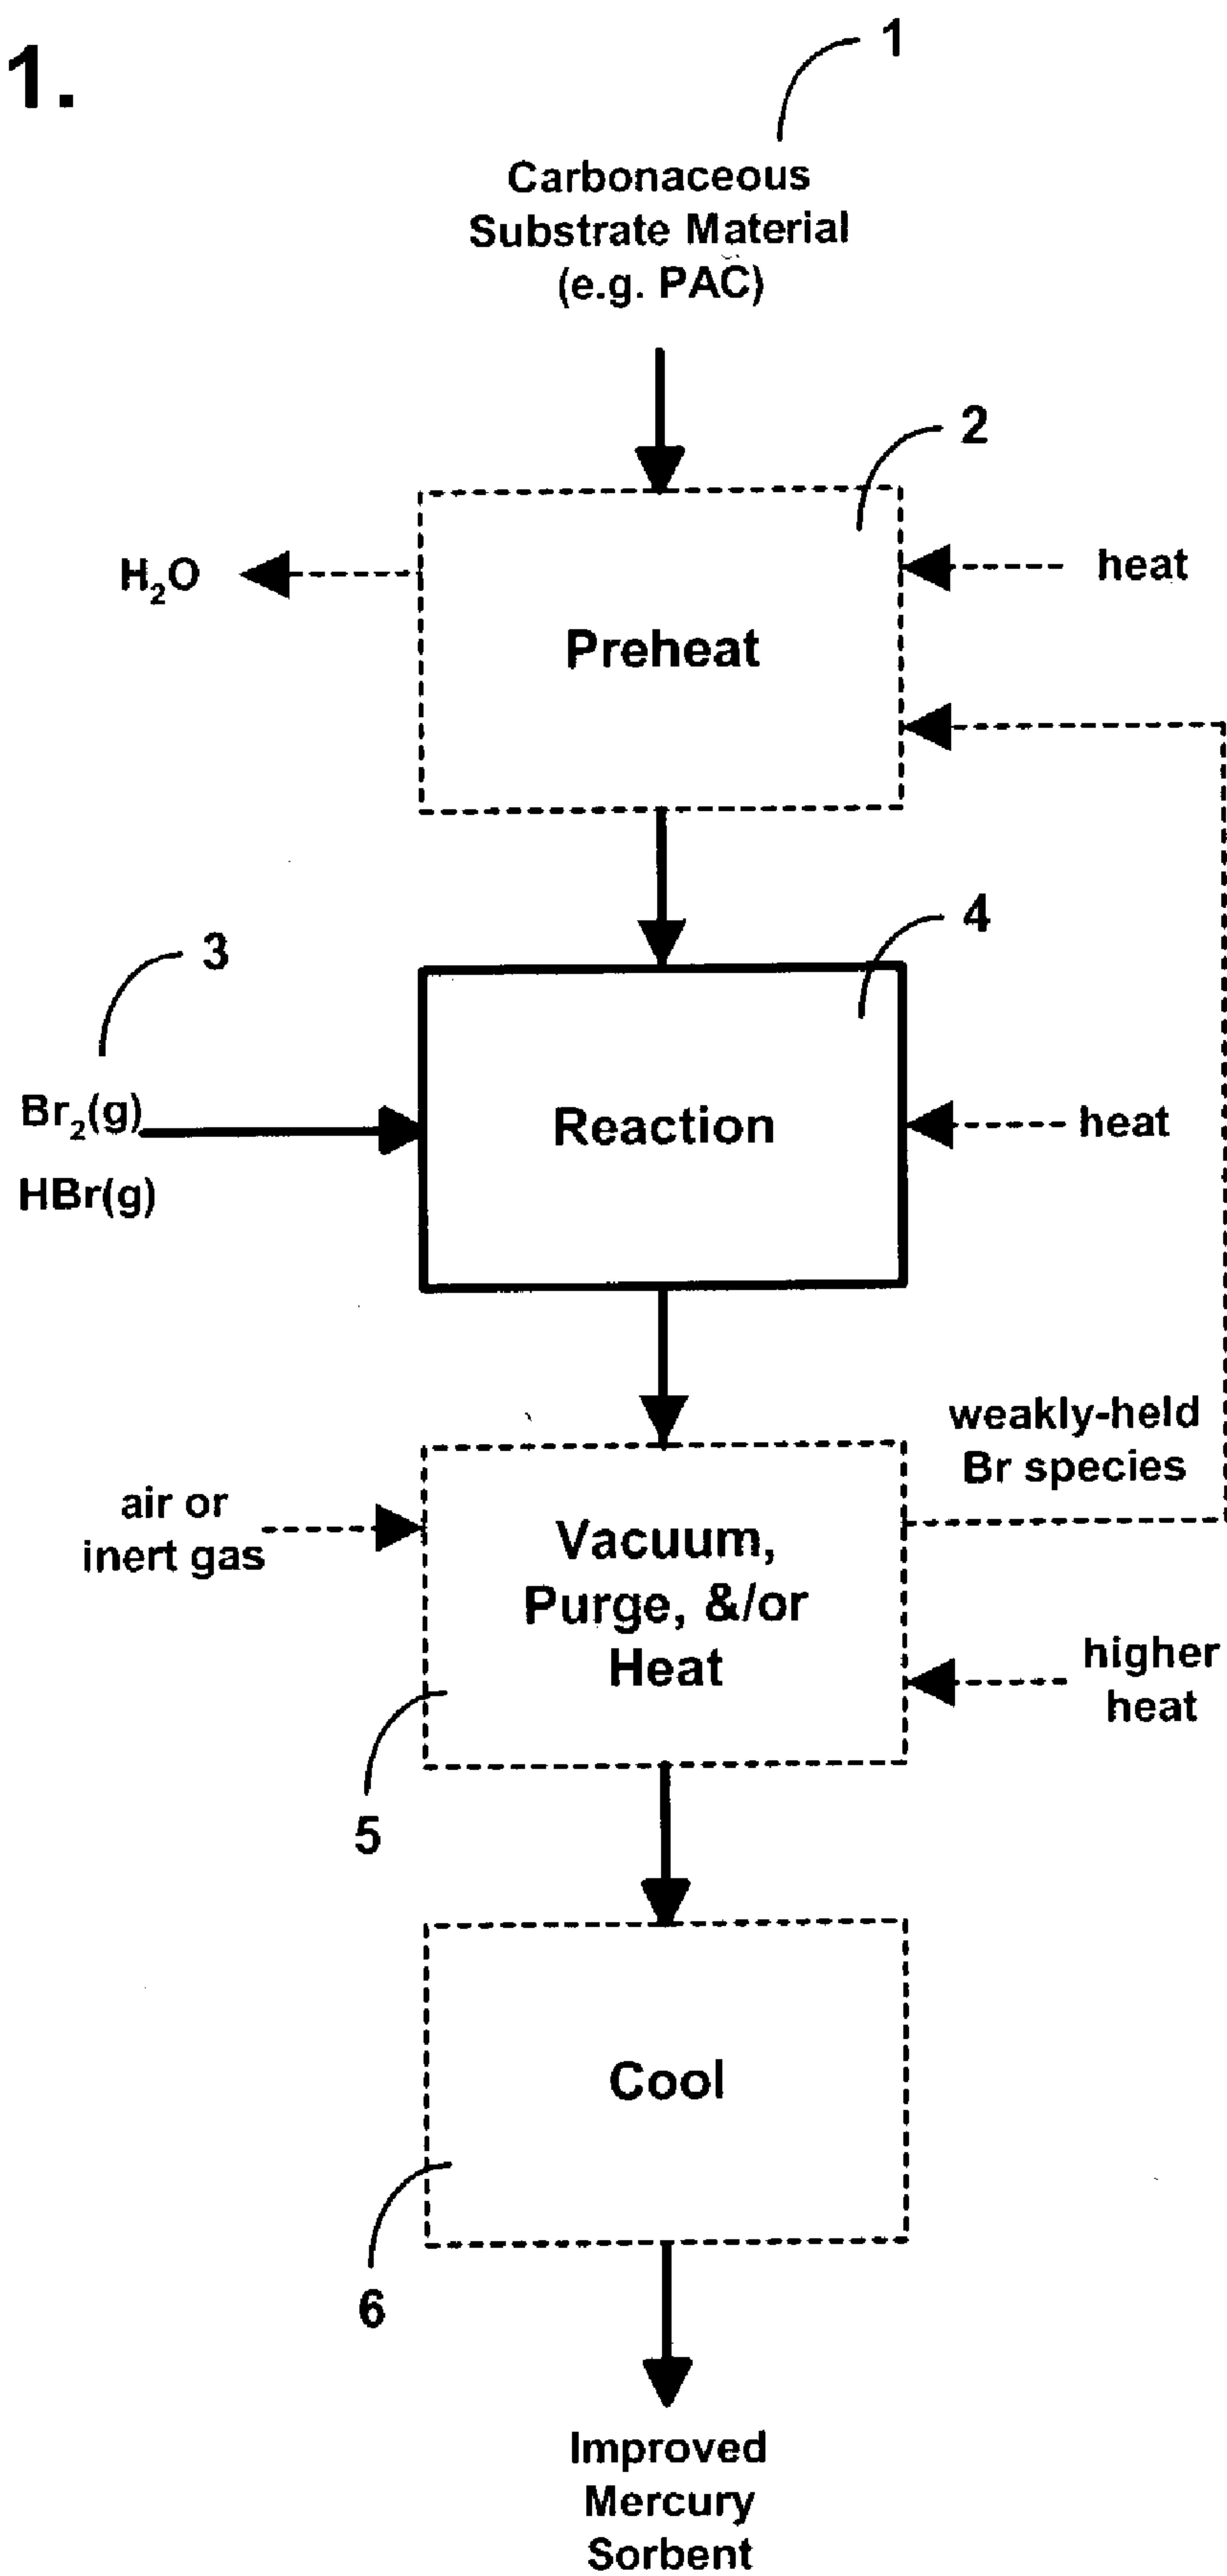 1.
1
Carbonaceous
Substrate Material
(e.g. PAC)
2
H₂O
heat
Preheat
4
3
Br₂(g)
HBr(g)
Reaction
heat
weakly-held
Br species
air or
inert gas
Vacuum,
Purge, &/or
Heat
higher
heat
5
Cool
6
Improved
Mercury
Sorbent